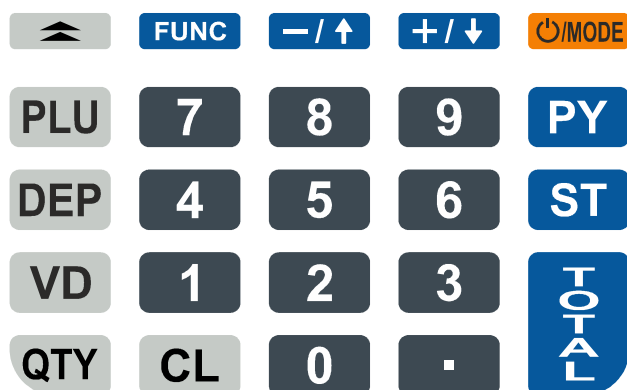 FUNC −/↑ +/↓ ⏻/MODE
PLU 7 8 9 PY
DEP 4 5 6 ST
VD 1 2 3 TOTAL
QTY CL 0 .